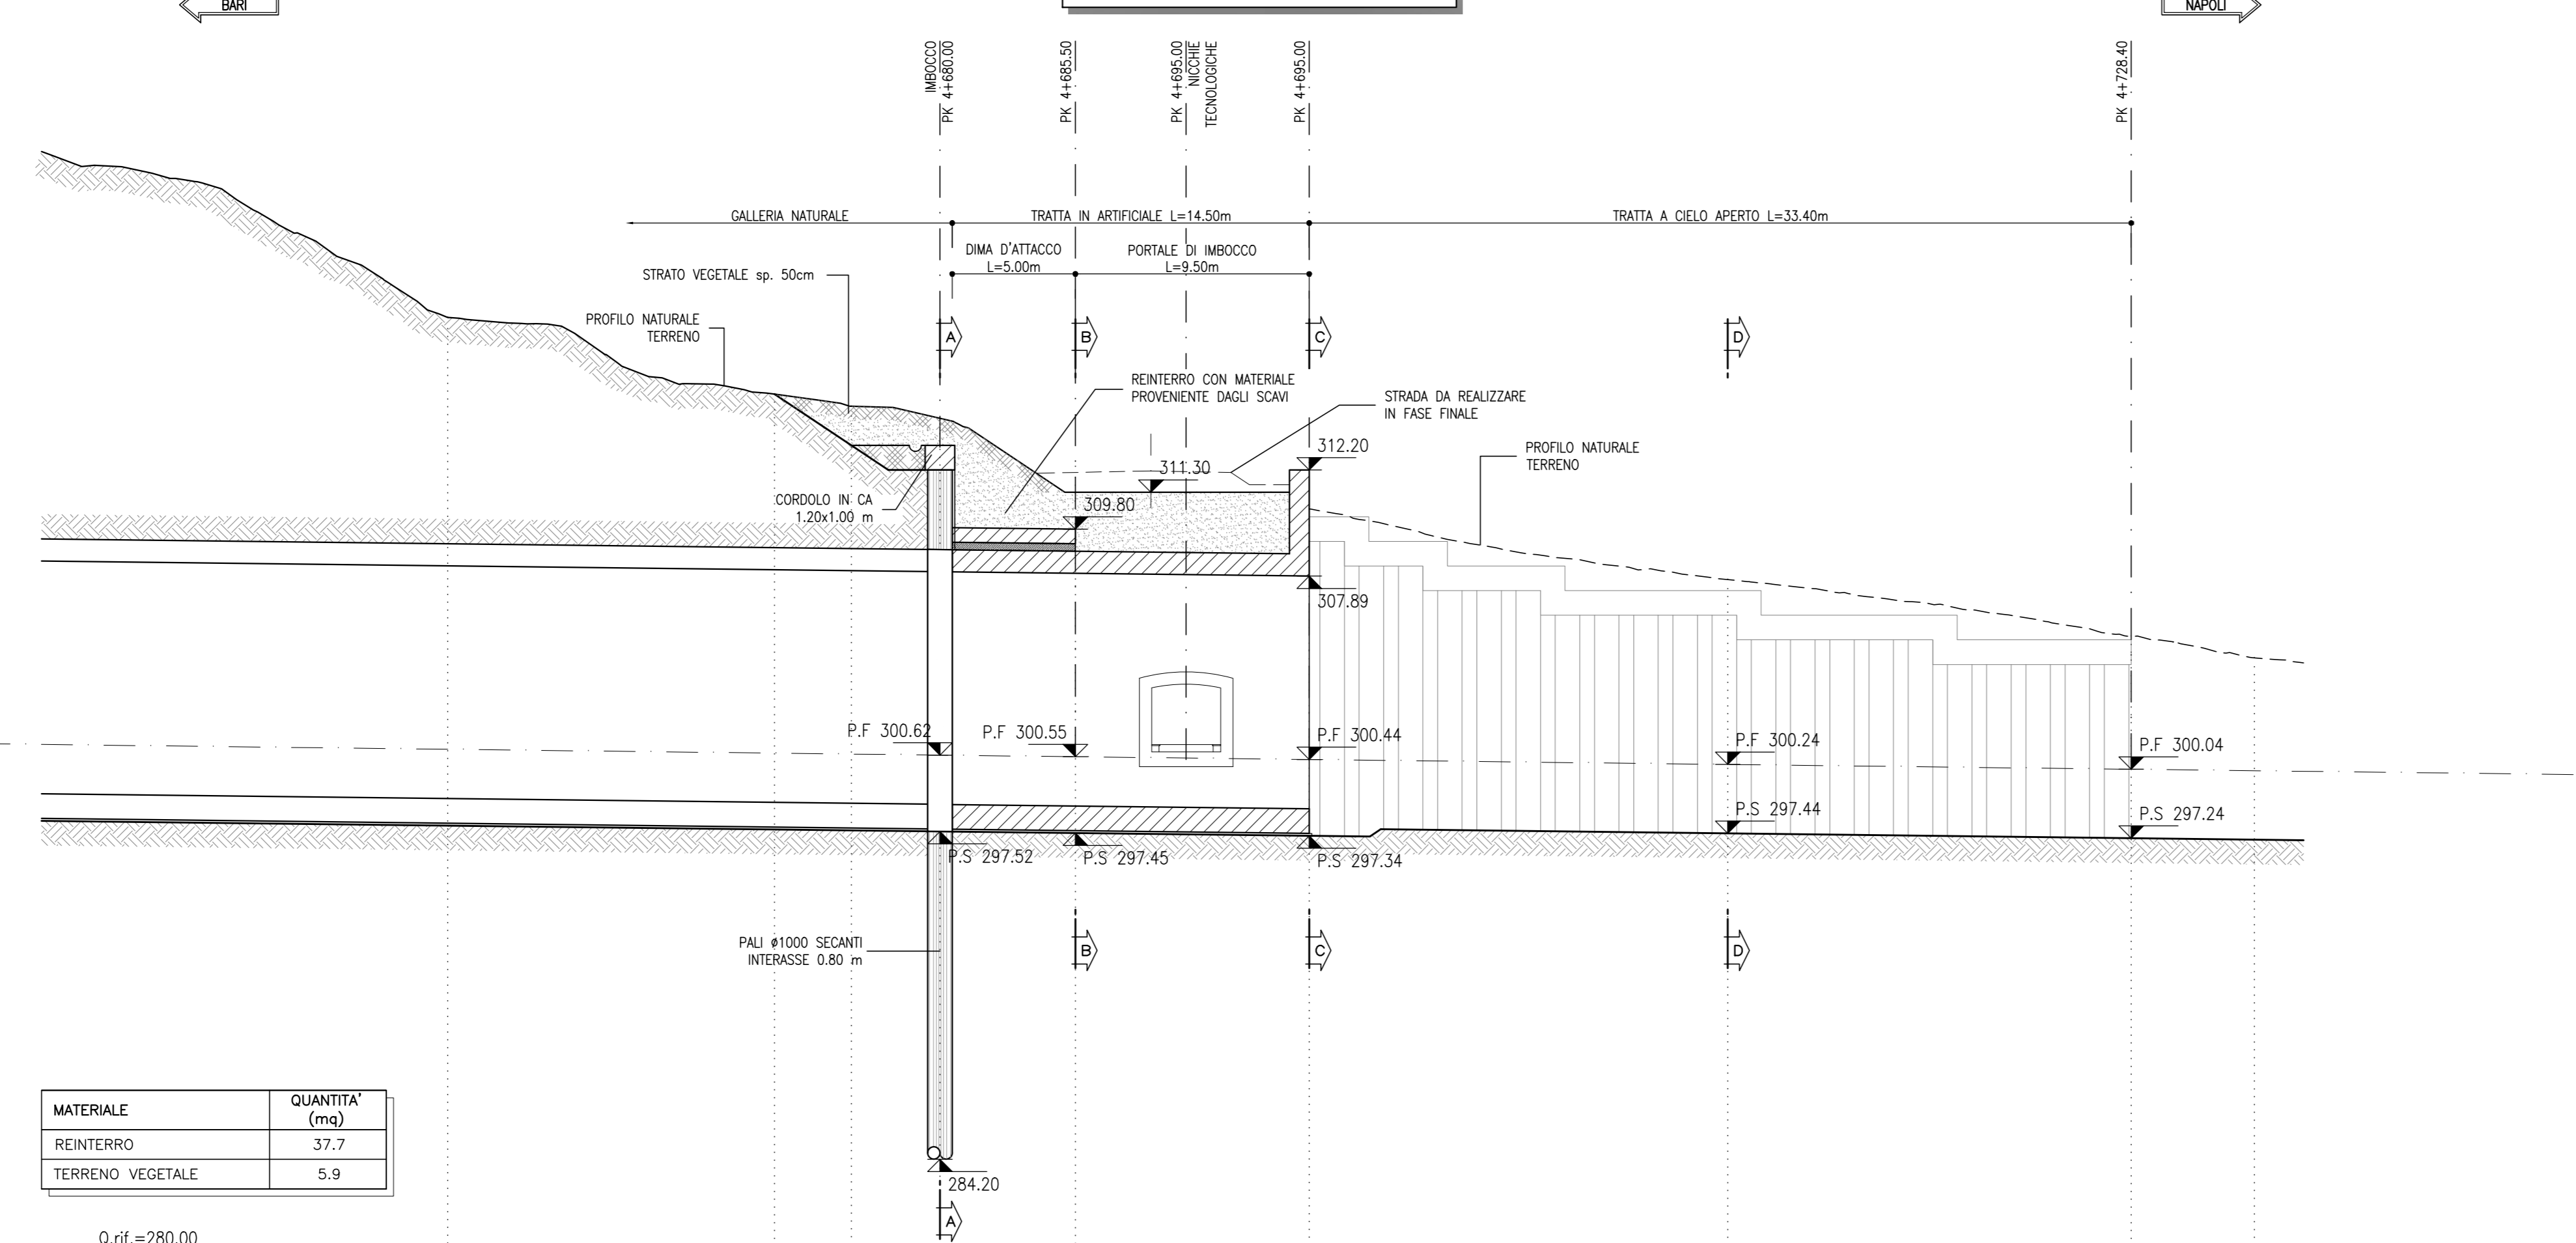 BARI
NAPOLI
IMBOCCO
PK 4+680.00
PK 4+685.50
PK 4+695.00
NICCHIE
TECNOLOGICHE
PK 4+695.00
PK 4+728.40
GALLERIA NATURALE
TRATTA IN ARTIFICIALE L=14.50m
TRATTA A CIELO APERTO L=33.40m
DIMA D'ATTACCO
L=5.00m
PORTALE DI IMBOCCO
L=9.50m
STRATO VEGETALE sp. 50cm
PROFILO NATURALE
TERRENO
A
B
C
D
REINTERRO CON MATERIALE
PROVENIENTE DAGLI SCAVI
STRADA DA REALIZZARE
IN FASE FINALE
312.20
PROFILO NATURALE
TERRENO
311.30
CORDOLO IN CA
1.20x1.00 m
309.80
307.89
P.F 300.62
P.F 300.55
P.F 300.44
P.F 300.24
P.F 300.04
P.S 297.52
P.S 297.45
P.S 297.34
P.S 297.44
P.S 297.24
PALI ø1000 SECANTI
INTERASSE 0.80 m
B
C
D
284.20
A
MATERIALE
QUANTITA'
(mq)
REINTERRO
37.7
TERRENO VEGETALE
5.9
Q.rif.=280.00